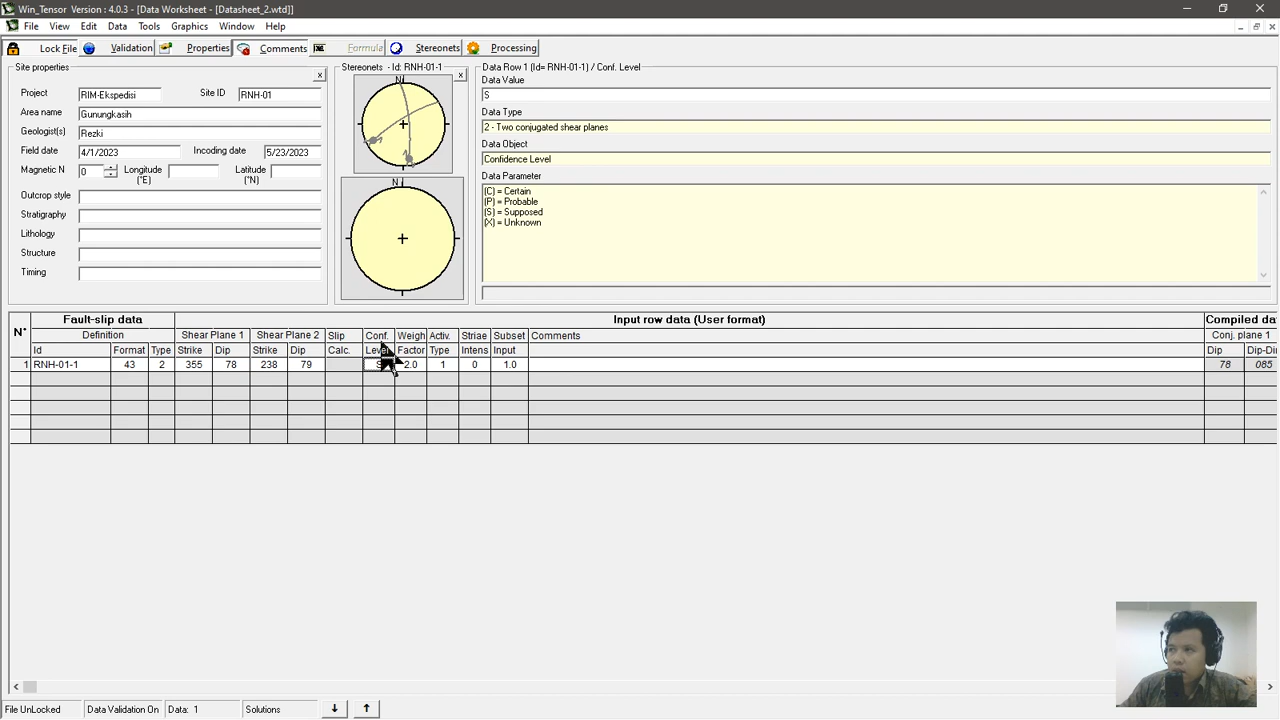 Win_Tensor Version : 4.0.3 - [Data Worksheet - [Datasheet_2.wtd]]
File View Edit Data Tools Graphics Window Help
Lock File Validation Properties Comments Formula Stereonets Processing
Site properties
x
Project RIM-Ekspedisi Site ID RNH-01
Area name Gunungkasih
Geologist(s) Rezki
Field date 4/1/2023 Incoding date 5/23/2023
Magnetic N 0 Longitude (°E) Latitude (°N)
Outcrop style
Stratigraphy
Lithology
Structure
Timing
Stereonets - Id: RNH-01-1
x
N
N
Data Row 1 (Id= RNH-01-1) / Conf. Level
Data Value
S
Data Type
2 - Two conjugated shear planes
Data Object
Confidence Level
Data Parameter
(C) = Certain
(P) = Probable
(S) = Supposed
(X) = Unknown
N° Fault-slip data Input row data (User format) Compiled da
Definition Shear Plane 1 Shear Plane 2 Slip Conf. Weigh Activ. Striae Subset Comments Conj. plane 1
Id Format Type Strike Dip Strike Dip Calc. Level Factor Type Intens Input Dip Dip-Di
1 RNH-01-1 43 2 355 78 238 79 2.0 1 0 1.0 78 085
File UnLocked Data Validation On Data: 1 Solutions